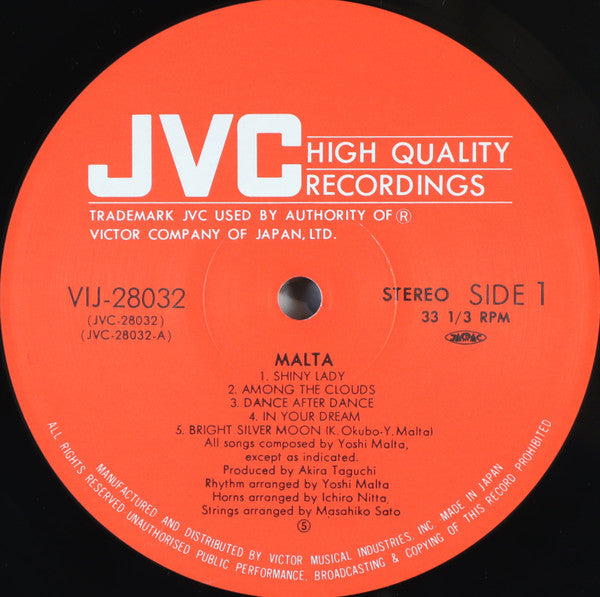 JVC
HIGH QUALITY
RECORDINGS
TRADEMARK JVC USED BY AUTHORITY OF Ⓡ
VICTOR COMPANY OF JAPAN, LTD.
VIJ-28032
(JVC-28032)
(JVC-28032-A)
STEREO SIDE 1
33 1/3 RPM
JASRAC
MALTA
1. SHINY LADY
2. AMONG THE CLOUDS
3. DANCE AFTER DANCE
4. IN YOUR DREAM
5. BRIGHT SILVER MOON (K. Okubo-Y. Malta)
All songs composed by Yoshi Malta,
except as indicated.
Produced by Akira Taguchi
Rhythm arranged by Yoshi Malta
Horns arranged by Ichiro Nitta,
Strings arranged by Masahiko Sato
⑤
MANUFACTURED AND DISTRIBUTED BY VICTOR MUSICAL INDUSTRIES, INC. MADE IN JAPAN
ALL RIGHTS RESERVED UNAUTHORISED PUBLIC PERFORMANCE, BROADCASTING & COPYING OF THIS RECORD PROHIBITED